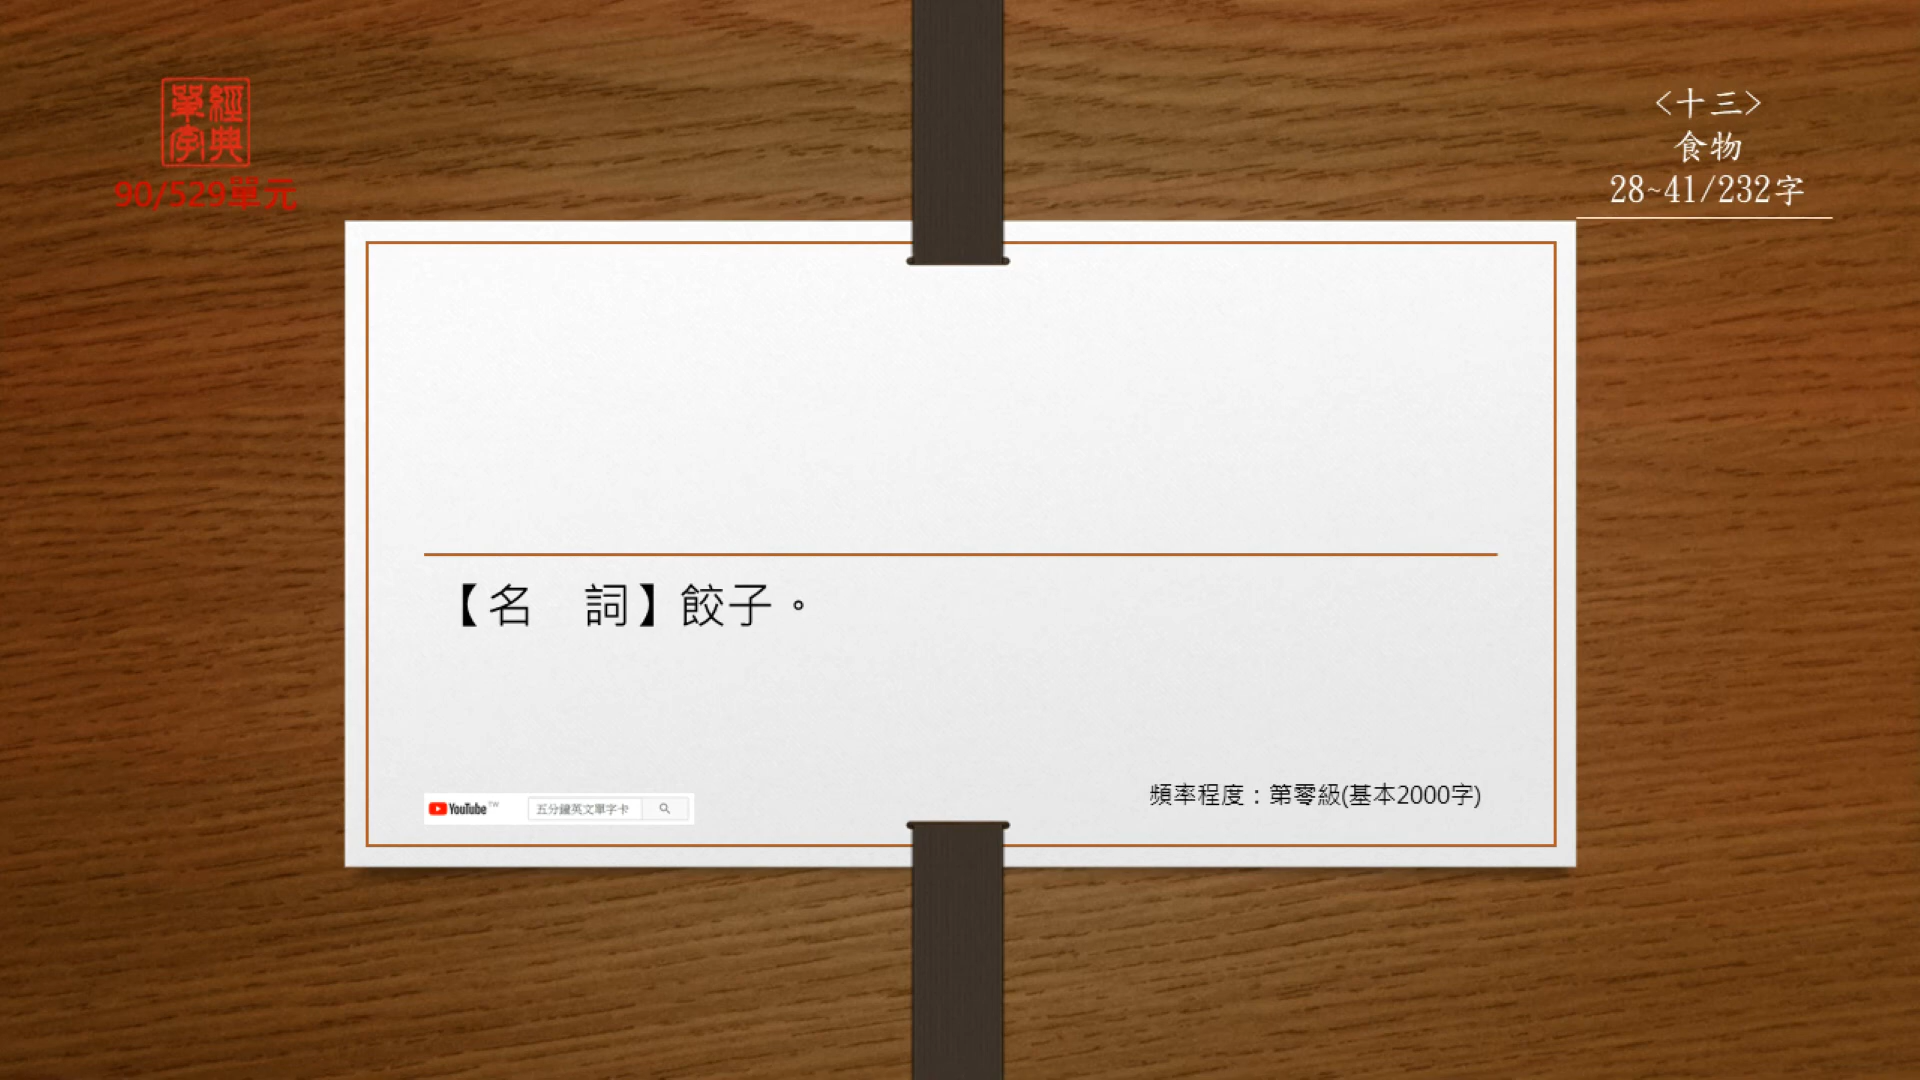 經典
單字
90/529單元
<十三>
食物
28~41/232字
【名　詞】餃子。
頻率程度：第零級(基本2000字)
YouTube TW
五分鐘英文單字卡